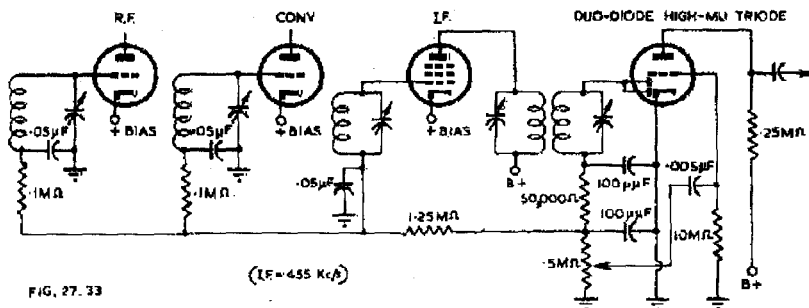 R.F.
CONV
I.F.
DUO-DIODE HIGH-MU TRIODE
.05µF
+ BIAS
.05µF
+BIAS
+ BIAS
.25MΩ
.1MΩ
.1MΩ
.05µF
B+
50,000Ω
100µµF
.005µF
1·25MΩ
100µµF
.5MΩ
10MΩ
B+
(I.F.=455 Kc/s)
FIG. 27.33